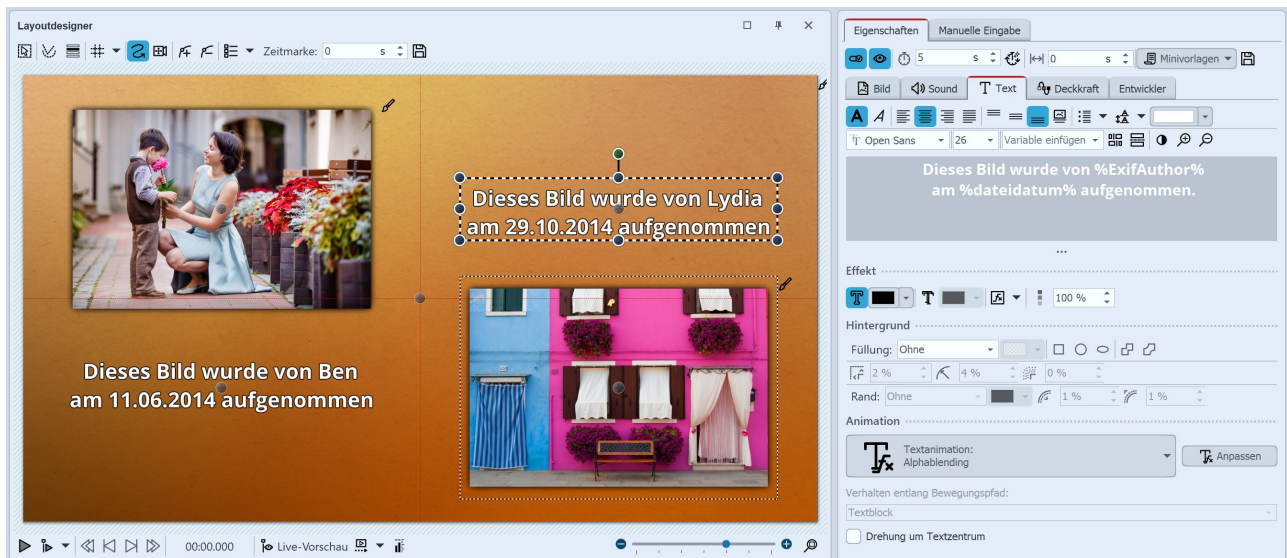 Layoutdesigner
Zeitmarke: 0 s
Dieses Bild wurde von Lydia
am 29.10.2014 aufgenommen
Dieses Bild wurde von Ben
am 11.06.2014 aufgenommen
00:00.000 Live-Vorschau
Eigenschaften Manuelle Eingabe
5 s 0 s Minivorlagen
Bild Sound Text Deckkraft Entwickler
Open Sans 26 Variable einfügen
Dieses Bild wurde von %ExifAuthor%
am %dateidatum% aufgenommen.
Effekt
100 %
Hintergrund
Füllung: Ohne
2 % 4 % 0 %
Rand: Ohne 1 % 1 %
Animation
Textanimation:
Alphablending
Anpassen
Verhalten entlang Bewegungspfad:
Textblock
Drehung um Textzentrum